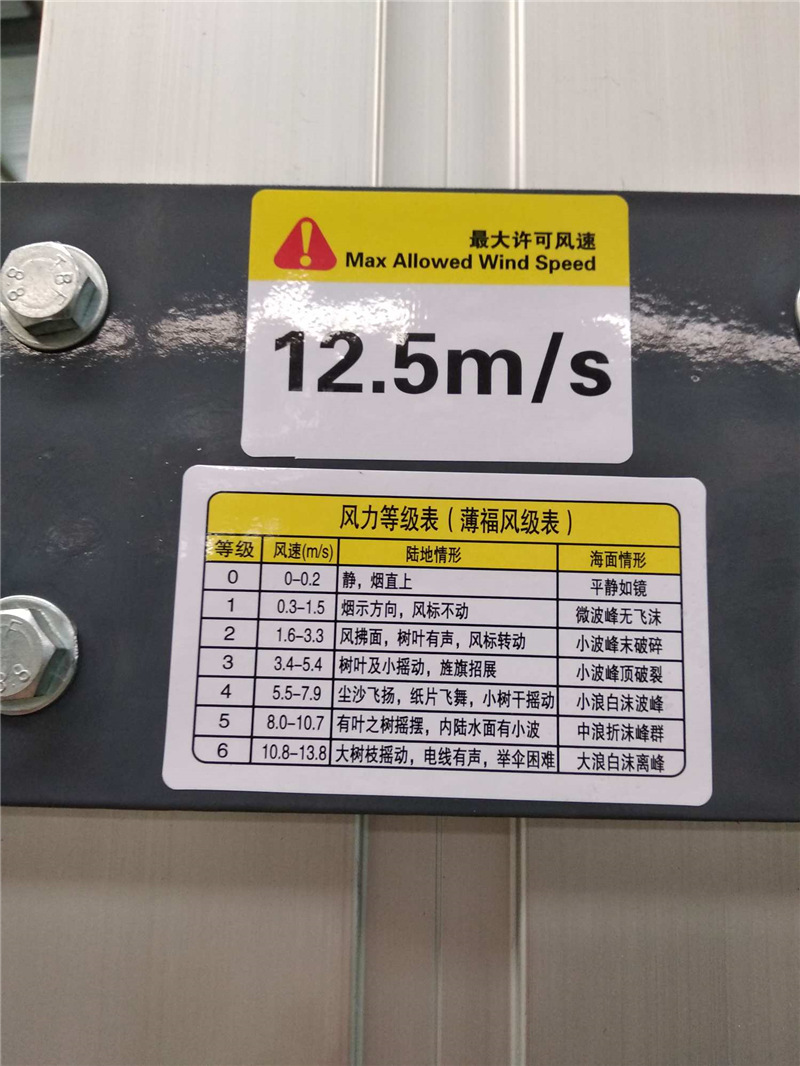 最大许可风速
Max Allowed Wind Speed
12.5m/s
风力等级表（薄福风级表）
等级 风速(m/s) 陆地情形 海面情形
0 0-0.2 静，烟直上 平静如镜
1 0.3-1.5 烟示方向，风标不动 微波峰无飞沫
2 1.6-3.3 风拂面，树叶有声，风标转动 小波峰末破碎
3 3.4-5.4 树叶及小摇动，旌旗招展 小波峰顶破裂
4 5.5-7.9 尘沙飞扬，纸片飞舞，小树干摇动 小浪白沫波峰
5 8.0-10.7 有叶之树摇摆，内陆水面有小波 中浪折沫峰群
6 10.8-13.8 大树枝摇动，电线有声，举伞困难 大浪白沫离峰
8.8